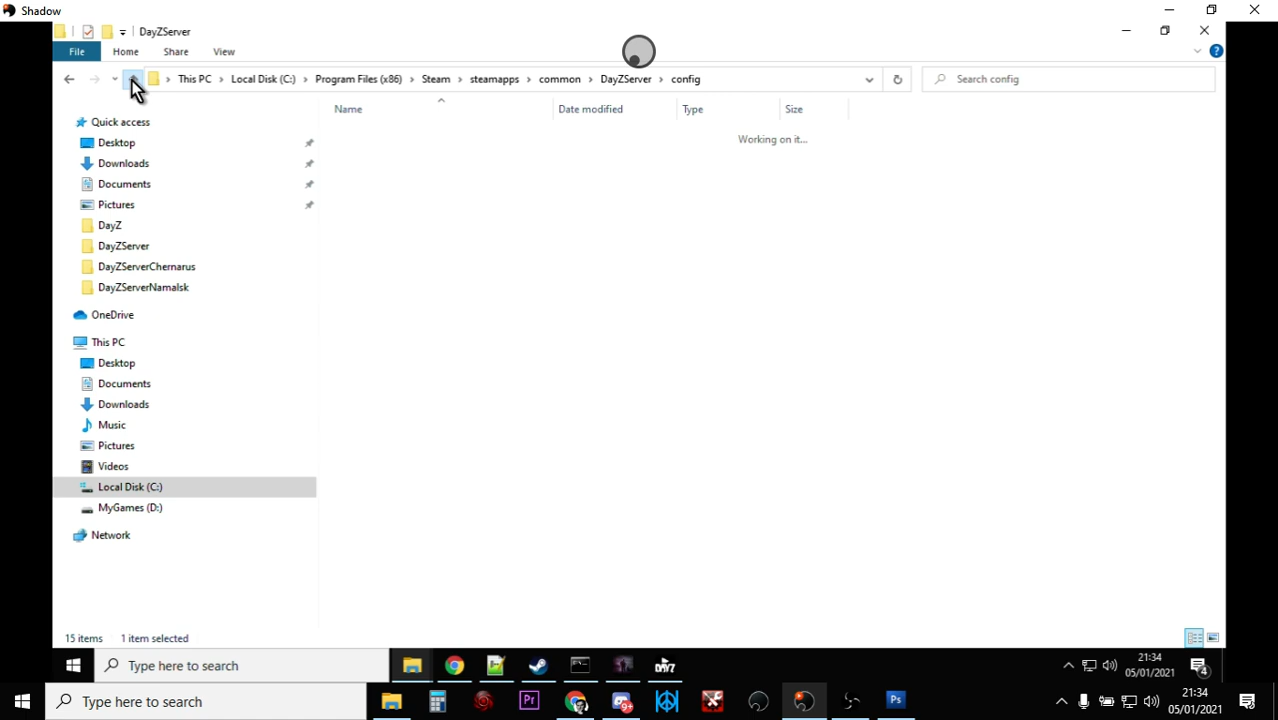 Shadow
DayZServer
File Home Share View
This PC Local Disk (C:) Program Files (x86) Steam steamapps common DayZServer config
Search config
Name Date modified Type Size
Working on it...
Quick access
Desktop
Downloads
Documents
Pictures
DayZ
DayZServer
DayZServerChernarus
DayZServerNamalsk
OneDrive
This PC
Desktop
Documents
Downloads
Music
Pictures
Videos
Local Disk (C:)
MyGames (D:)
Network
15 items 1 item selected
Type here to search
21:34
05/01/2021
4
Type here to search
Pr
Ps
21:34
05/01/2021